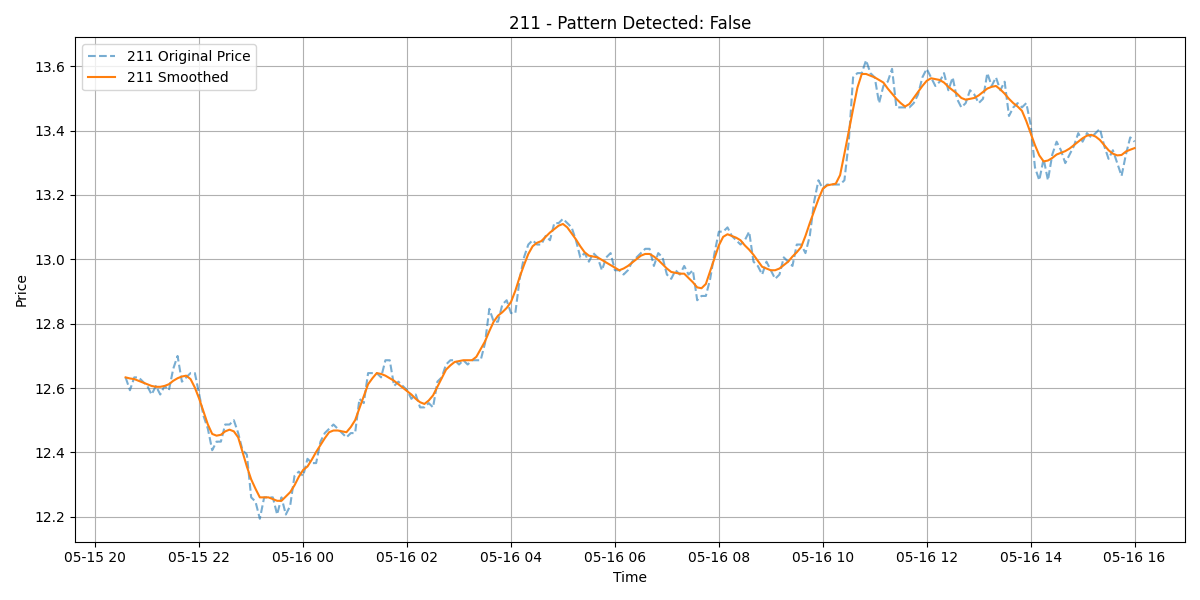 211 - Pattern Detected: False
211 Original Price
211 Smoothed
Price
13.6
13.4
13.2
13.0
12.8
12.6
12.4
12.2
05-15 20 05-15 22 05-16 00 05-16 02 05-16 04 05-16 06 05-16 08 05-16 10 05-16 12 05-16 14 05-16 16
Time